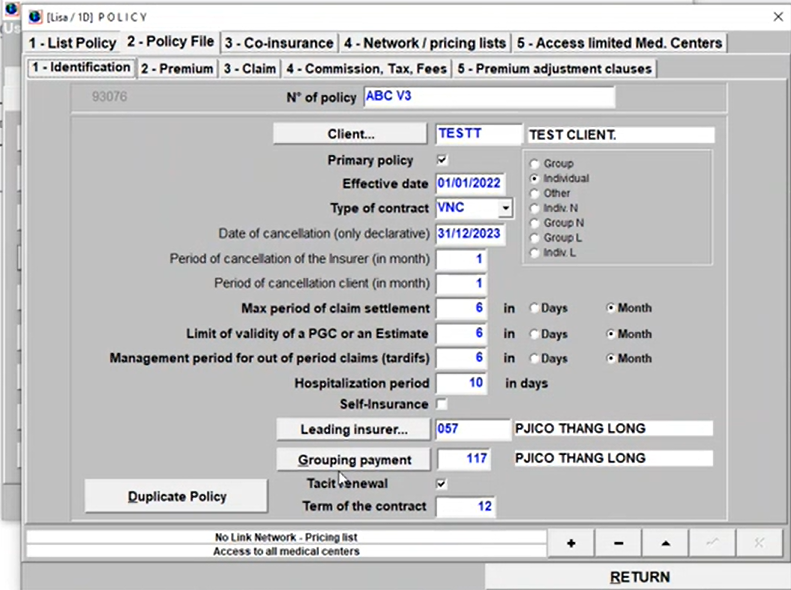 [Lisa / 1D] P O L I C Y
1 - List Policy 2 - Policy File 3 - Co-insurance 4 - Network / pricing lists 5 - Access limited Med. Centers
1 - Identification 2 - Premium 3 - Claim 4 - Commission, Tax, Fees 5 - Premium adjustment clauses
93076 N° of policy ABC V3
Client... TESTT TEST CLIENT.
Primary policy
Effective date 01/01/2022
Type of contract VNC
Date of cancellation (only declarative) 31/12/2023
Period of cancellation of the Insurer (in month) 1
Period of cancellation client (in month) 1
Group
Individual
Other
Indiv. N
Group N
Group L
Indiv. L
Max period of claim settlement 6 in Days Month
Limit of validity of a PGC or an Estimate 6 in Days Month
Management period for out of period claims (tardifs) 6 in Days Month
Hospitalization period 10 in days
Self-Insurance
Leading insurer... 057 PJICO THANG LONG
Grouping payment 117 PJICO THANG LONG
Tacit renewal
Duplicate Policy
Term of the contract 12
No Link Network - Pricing list
Access to all medical centers
+ -
RETURN